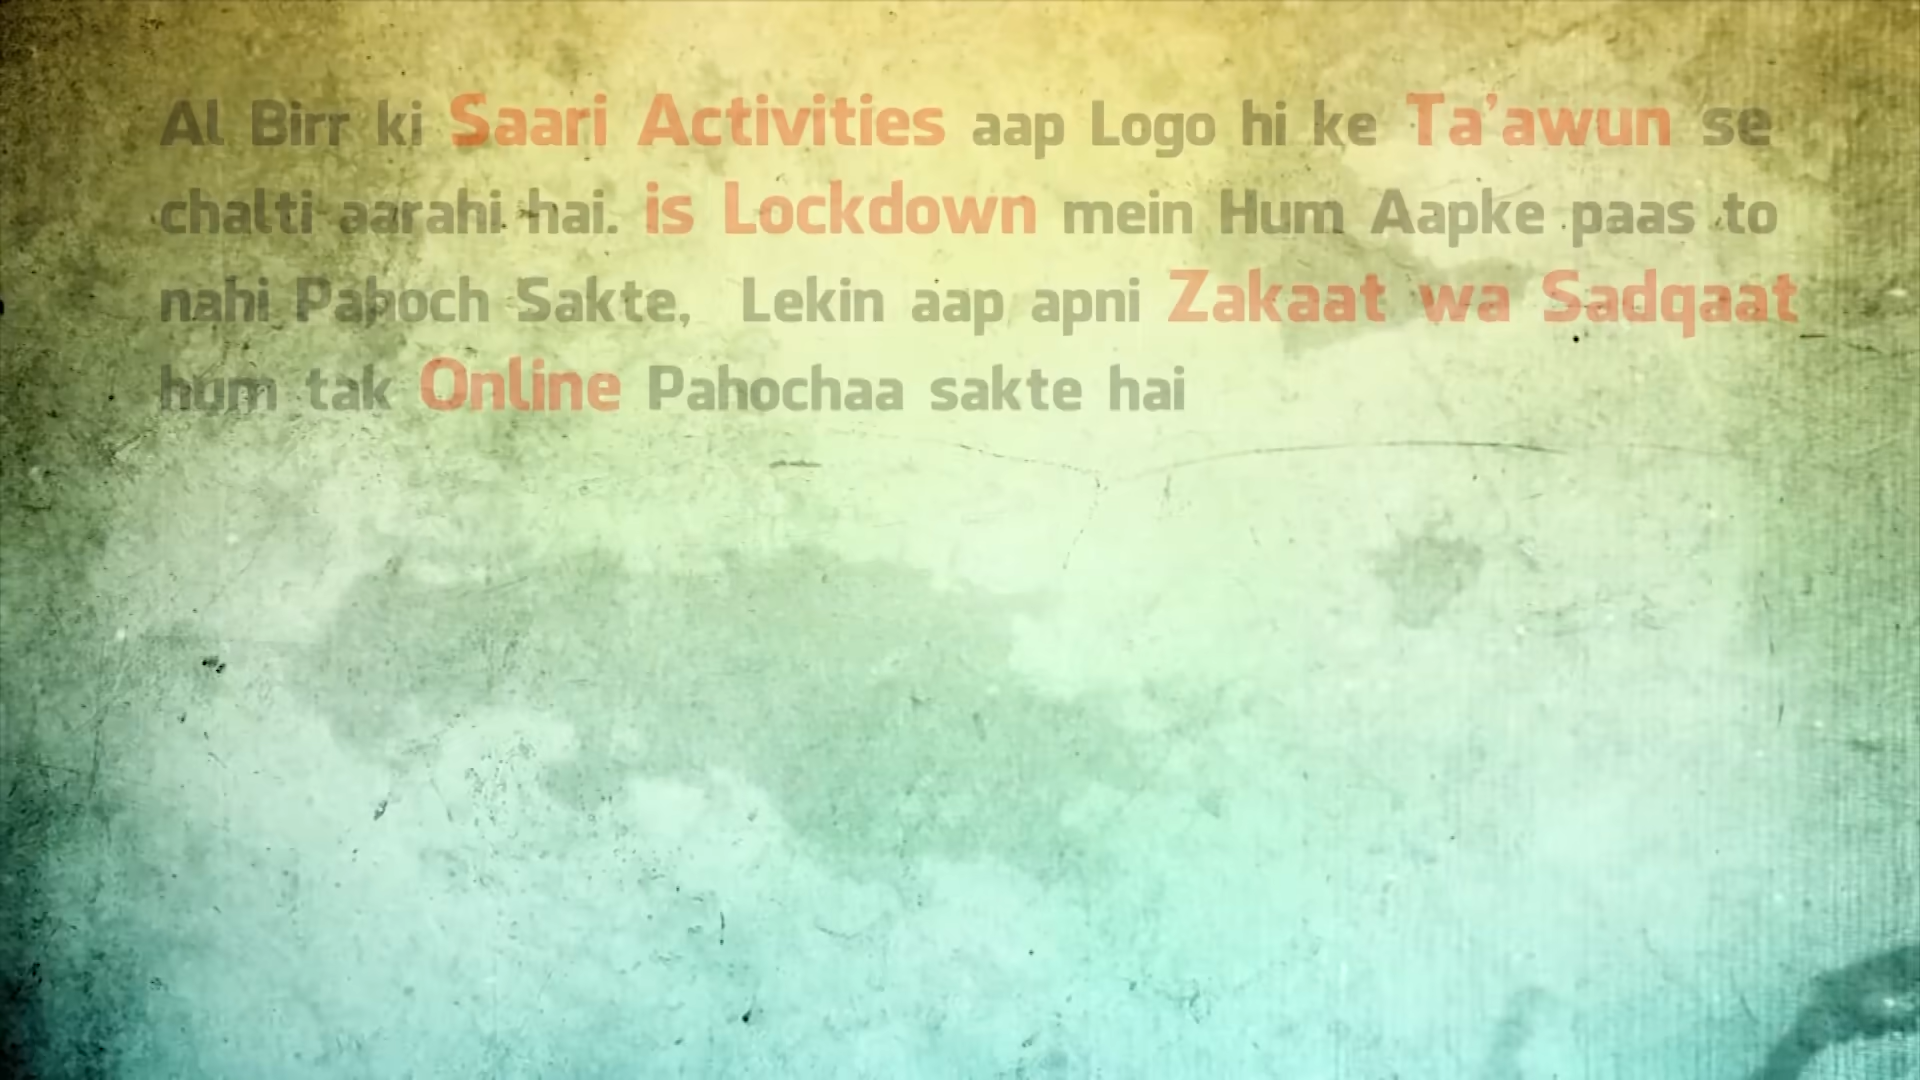 Al Birr ki Saari Activities aap Logo hi ke Ta'awun se
chalti aarahi hai. is Lockdown mein Hum Aapke paas to
nahi Pahoch Sakte, Lekin aap apni Zakaat wa Sadqaat
hum tak Online Pahochaa sakte hai